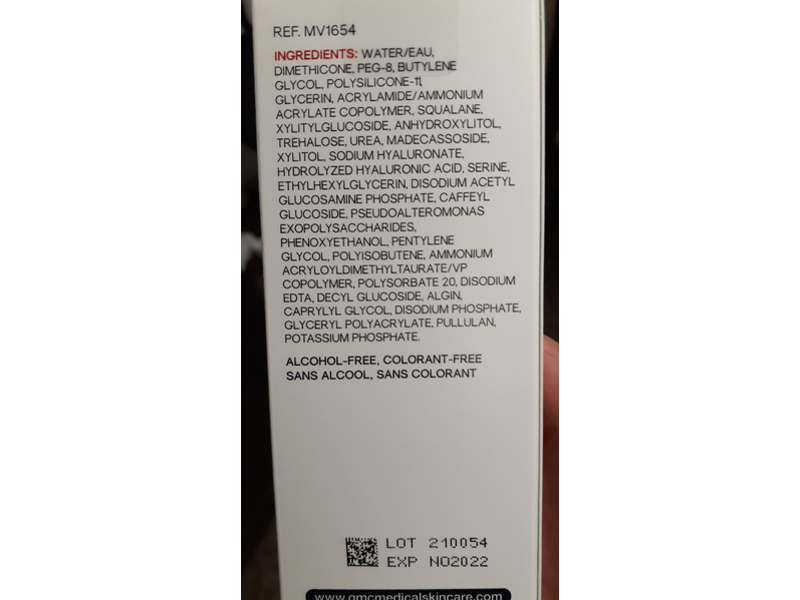 REF. MV1654
INGREDIENTS: WATER/EAU,
DIMETHICONE, PEG-8, BUTYLENE
GLYCOL, POLYSILICONE-11,
GLYCERIN, ACRYLAMIDE/AMMONIUM
ACRYLATE COPOLYMER, SQUALANE,
XYLITYLGLUCOSIDE, ANHYDROXYLITOL,
TREHALOSE, UREA, MADECASSOSIDE,
XYLITOL, SODIUM HYALURONATE,
HYDROLYZED HYALURONIC ACID, SERINE,
ETHYLHEXYLGLYCERIN, DISODIUM ACETYL
GLUCOSAMINE PHOSPHATE, CAFFEYL
GLUCOSIDE, PSEUDOALTEROMONAS
EXOPOLYSACCHARIDES,
PHENOXYETHANOL, PENTYLENE
GLYCOL, POLYISOBUTENE, AMMONIUM
ACRYLOYLDIMETHYLTAURATE/VP
COPOLYMER, POLYSORBATE 20, DISODIUM
EDTA, DECYL GLUCOSIDE, ALGIN,
CAPRYLYL GLYCOL, DISODIUM PHOSPHATE,
GLYCERYL POLYACRYLATE, PULLULAN,
POTASSIUM PHOSPHATE.
ALCOHOL-FREE, COLORANT-FREE
SANS ALCOOL, SANS COLORANT
LOT 210054
EXP NO2022
www.gmcmedicalskincare.com